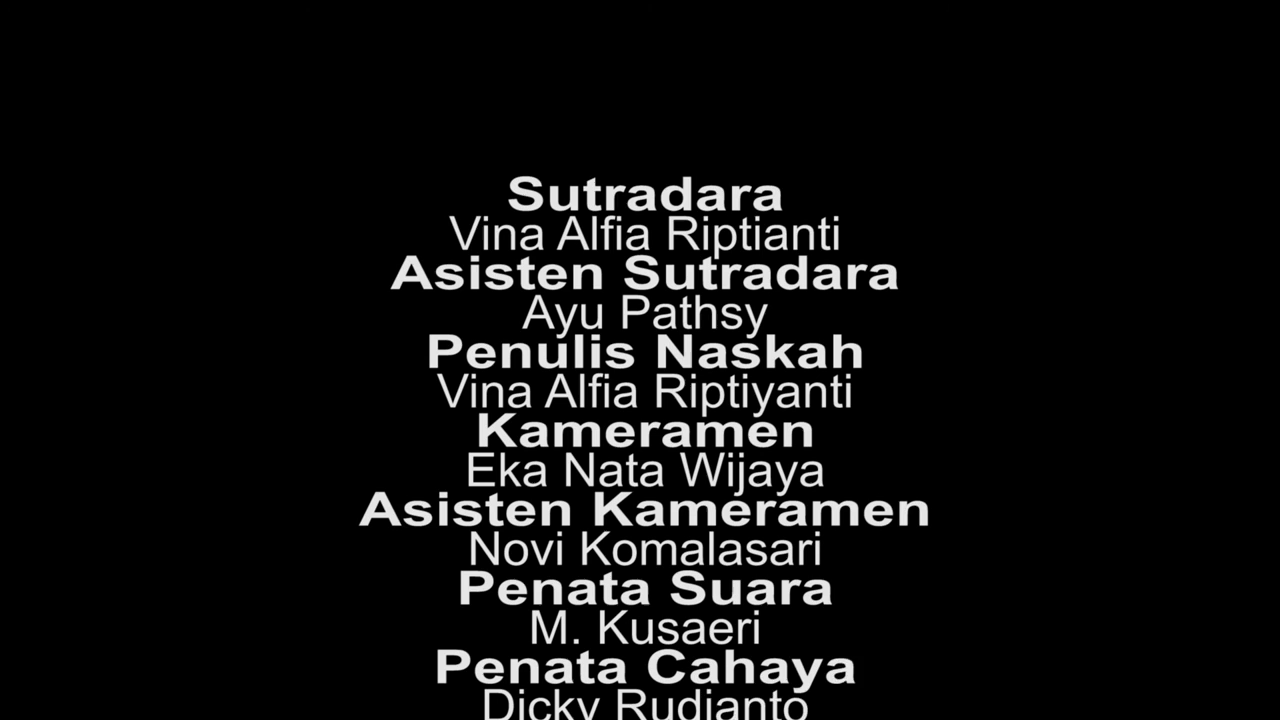 Sutradara
Vina Alfia Riptianti
Asisten Sutradara
Ayu Pathsy
Penulis Naskah
Vina Alfia Riptiyanti
Kameramen
Eka Nata Wijaya
Asisten Kameramen
Novi Komalasari
Penata Suara
M. Kusaeri
Penata Cahaya
Dicky Rudianto